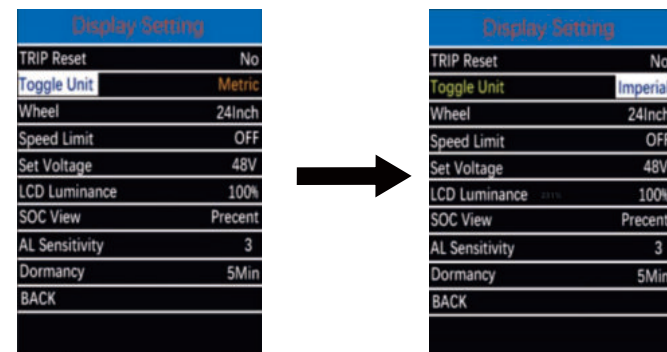 Display Setting
TRIP Reset No
Toggle Unit Metric
Wheel 24Inch
Speed Limit OFF
Set Voltage 48V
LCD Luminance 100%
SOC View Precent
AL Sensitivity 3
Dormancy 5Min
BACK
Display Setting
TRIP Reset No
Toggle Unit Imperial
Wheel 24Inch
Speed Limit OFF
Set Voltage 48V
LCD Luminance 100%
SOC View Precent
AL Sensitivity 3
Dormancy 5Min
BACK